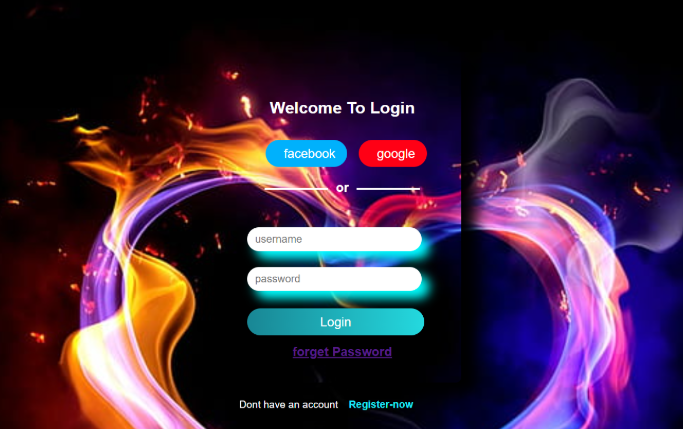 Welcome To Login
facebook google
or
username
password
Login
forget Password
Dont have an account Register-now